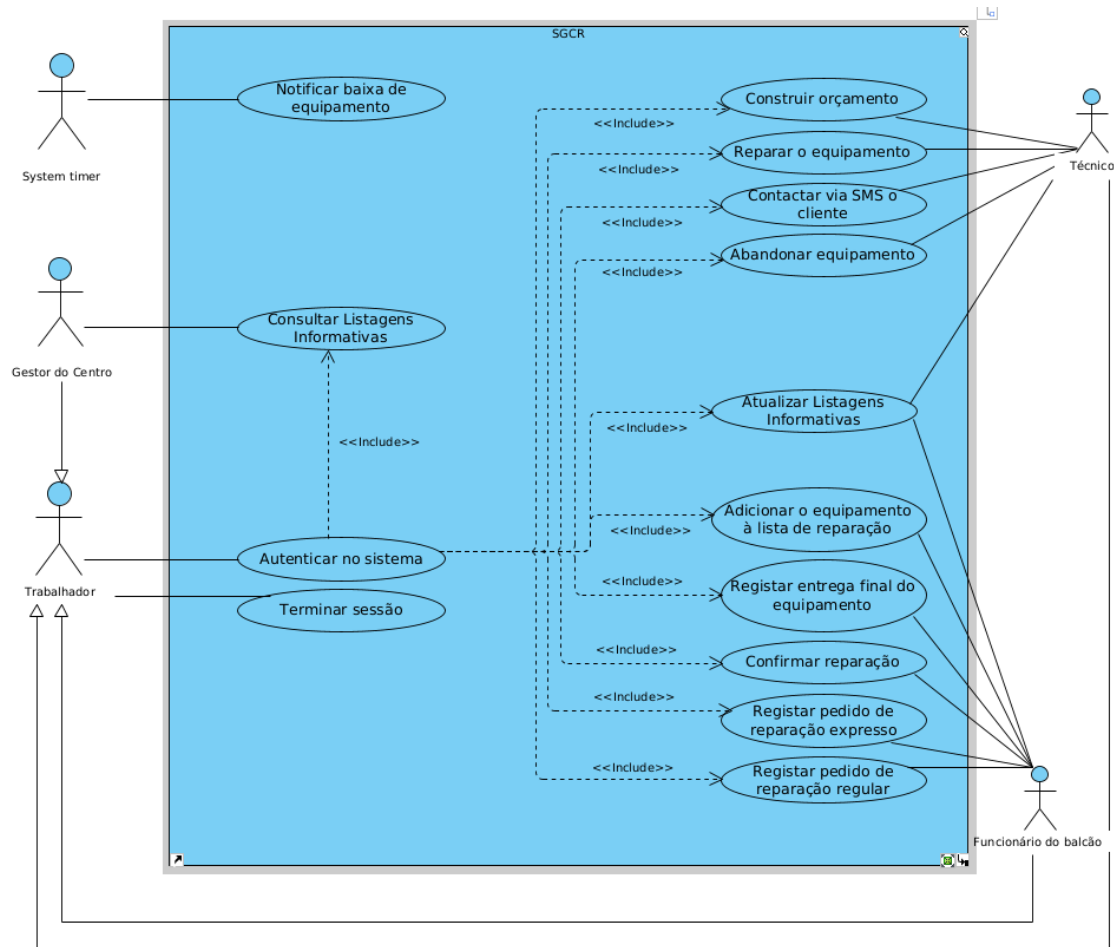 SGCR
Notificar baixa de
equipamento
System timer
Construir orçamento
<<Include>>
Reparar o equipamento
Técnico
<<Include>>
Contactar via SMS o
cliente
<<Include>>
Abandonar equipamento
<<Include>>
Consultar Listagens
Informativas
Gestor do Centro
Atualizar Listagens
Informativas
<<Include>>
<<Include>>
Adicionar o equipamento
à lista de reparação
<<Include>>
Autenticar no sistema
Trabalhador
Terminar sessão
Registar entrega final do
equipamento
<<Include>>
Confirmar reparação
<<Include>>
Registar pedido de
reparação expresso
<<Include>>
Registar pedido de
reparação regular
<<Include>>
Funcionário do balcão